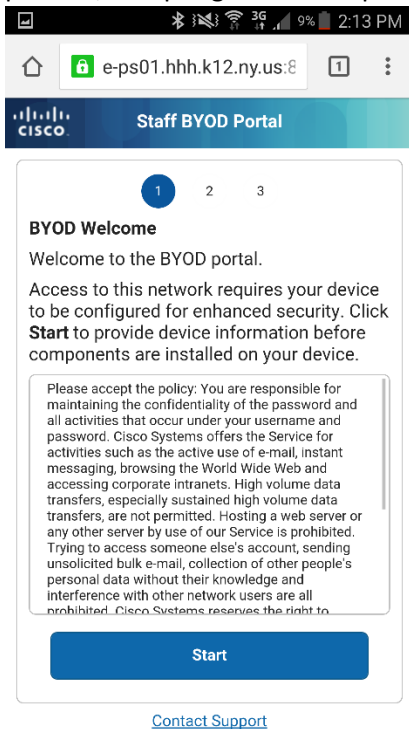 3G 9% 2:13 PM
e-ps01.hhh.k12.ny.us:8 1
cisco. Staff BYOD Portal
1 2 3
BYOD Welcome
Welcome to the BYOD portal.
Access to this network requires your device
to be configured for enhanced security. Click
Start to provide device information before
components are installed on your device.
Please accept the policy: You are responsible for
maintaining the confidentiality of the password and
all activities that occur under your username and
password. Cisco Systems offers the Service for
activities such as the active use of e-mail, instant
messaging, browsing the World Wide Web and
accessing corporate intranets. High volume data
transfers, especially sustained high volume data
transfers, are not permitted. Hosting a web server or
any other server by use of our Service is prohibited.
Trying to access someone else's account, sending
unsolicited bulk e-mail, collection of other people's
personal data without their knowledge and
interference with other network users are all
prohibited. Cisco Systems reserves the right to
Start
Contact Support